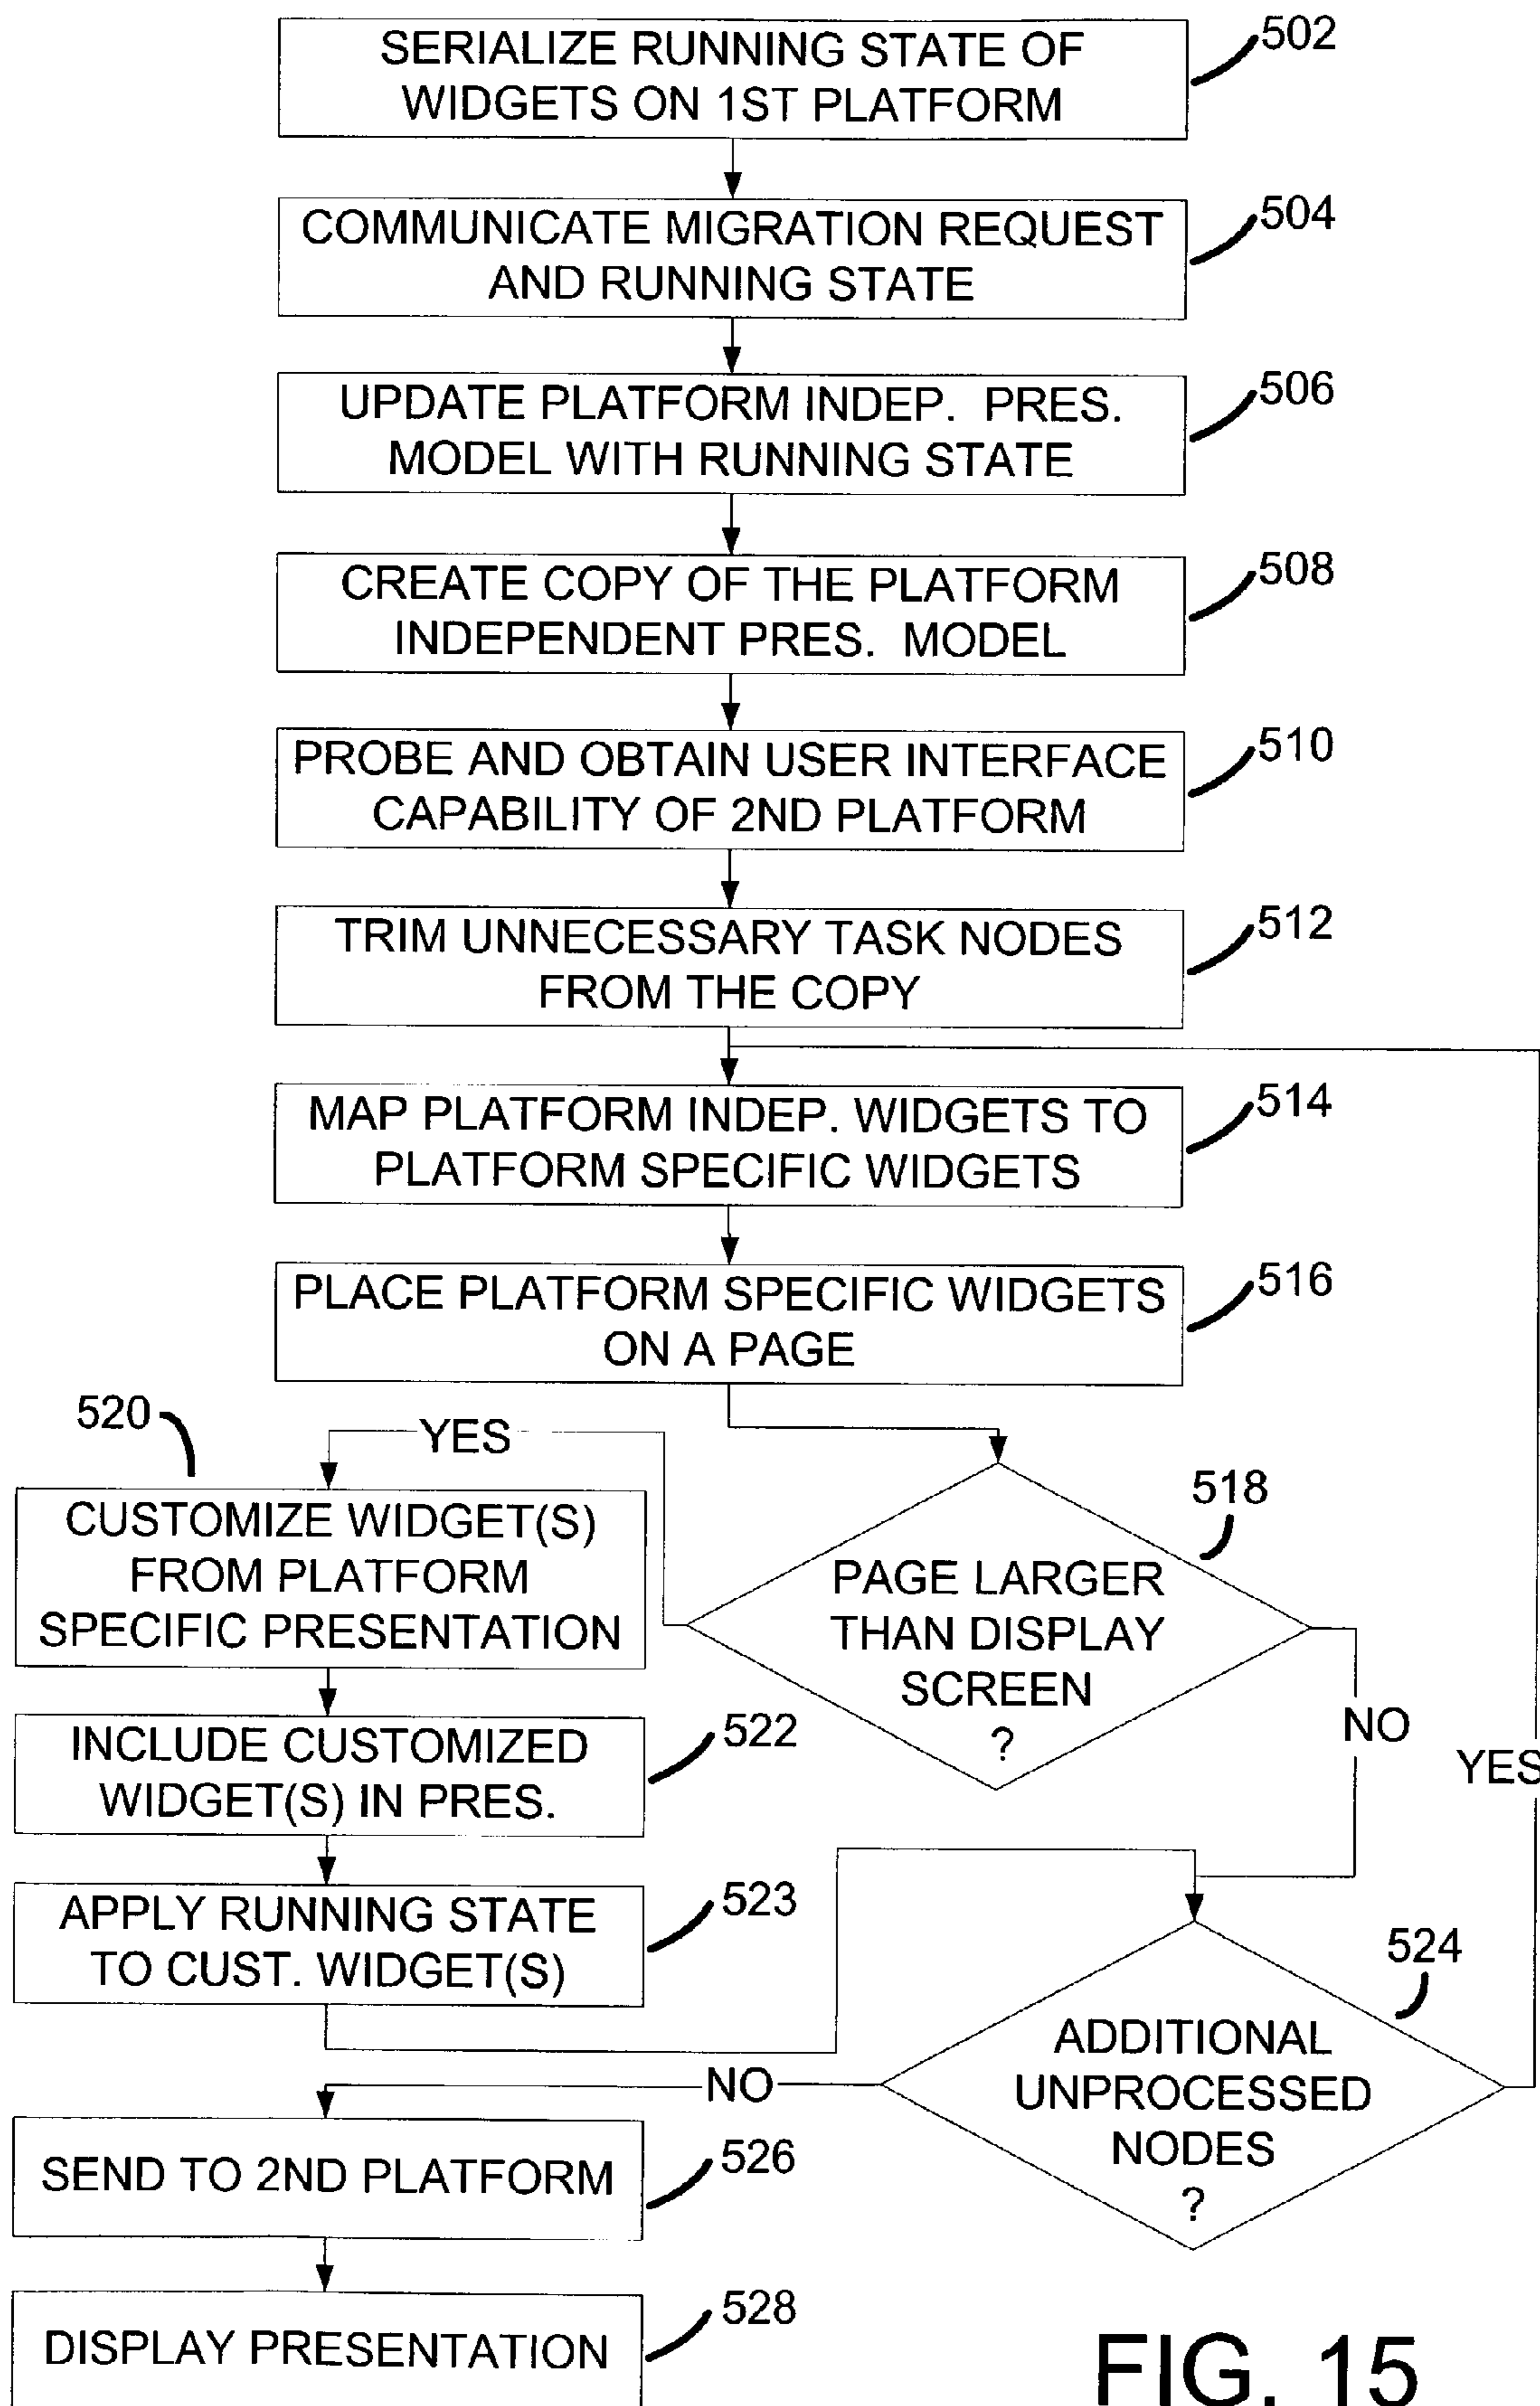 SERIALIZE RUNNING STATE OF
WIDGETS ON 1ST PLATFORM
502
COMMUNICATE MIGRATION REQUEST
AND RUNNING STATE
504
UPDATE PLATFORM INDEP. PRES.
MODEL WITH RUNNING STATE
506
CREATE COPY OF THE PLATFORM
INDEPENDENT PRES. MODEL
508
PROBE AND OBTAIN USER INTERFACE
CAPABILITY OF 2ND PLATFORM
510
TRIM UNNECESSARY TASK NODES
FROM THE COPY
512
MAP PLATFORM INDEP. WIDGETS TO
PLATFORM SPECIFIC WIDGETS
514
PLACE PLATFORM SPECIFIC WIDGETS
ON A PAGE
516
520
YES
CUSTOMIZE WIDGET(S)
FROM PLATFORM
SPECIFIC PRESENTATION
518
PAGE LARGER
THAN DISPLAY
SCREEN
?
NO
YES
INCLUDE CUSTOMIZED
WIDGET(S) IN PRES.
522
APPLY RUNNING STATE
TO CUST. WIDGET(S)
523
524
ADDITIONAL
UNPROCESSED
NODES
?
NO
SEND TO 2ND PLATFORM
526
DISPLAY PRESENTATION
528
FIG. 15